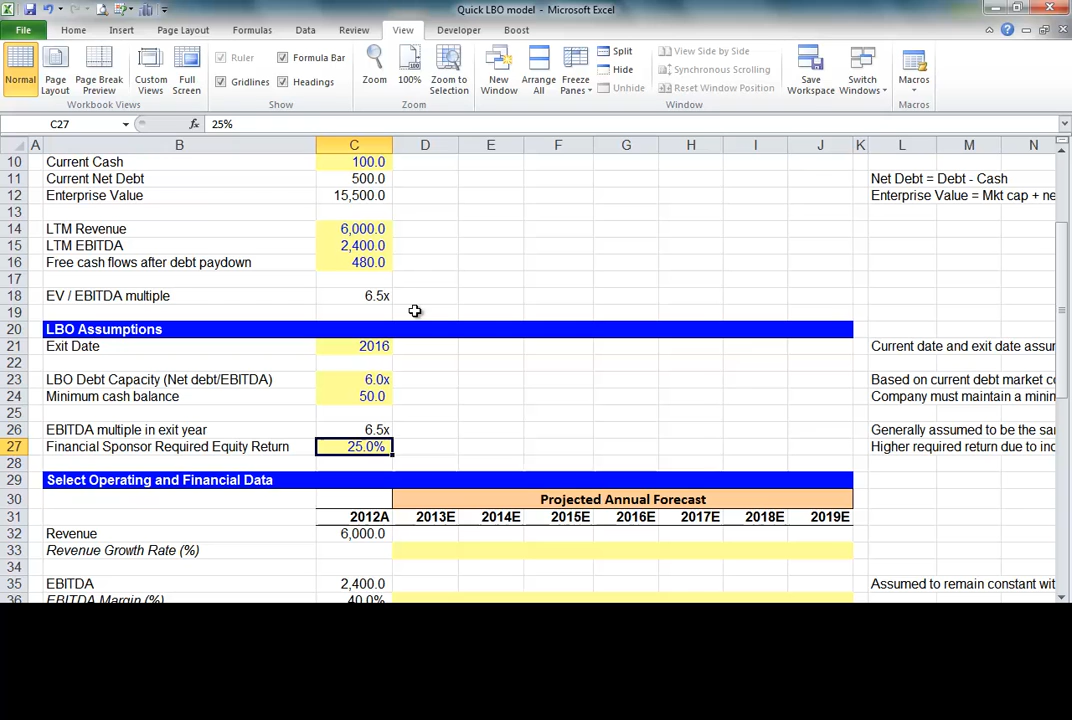 Quick LBO model - Microsoft Excel
File Home Insert Page Layout Formulas Data Review View Developer Boost
Normal
Page Layout
Page Break Preview
Custom Views
Full Screen
Ruler
Formula Bar
Gridlines
Headings
Zoom
100%
Zoom to Selection
New Window
Arrange All
Freeze Panes
Split
Hide
Unhide
View Side by Side
Synchronous Scrolling
Reset Window Position
Save Workspace
Switch Windows
Macros
Workbook Views Show Zoom Window Macros
C27 fx 25%
A B C D E F G H I J K L M N
10 Current Cash 100.0
11 Current Net Debt 500.0 Net Debt = Debt - Cash
12 Enterprise Value 15,500.0 Enterprise Value = Mkt cap + ne
13
14 LTM Revenue 6,000.0
15 LTM EBITDA 2,400.0
16 Free cash flows after debt paydown 480.0
17
18 EV / EBITDA multiple 6.5x
19
20 LBO Assumptions
21 Exit Date 2016 Current date and exit date assur
22
23 LBO Debt Capacity (Net debt/EBITDA) 6.0x Based on current debt market co
24 Minimum cash balance 50.0 Company must maintain a minin
25
26 EBITDA multiple in exit year 6.5x Generally assumed to be the sa
27 Financial Sponsor Required Equity Return 25.0% Higher required return due to inc
28
29 Select Operating and Financial Data
30 Projected Annual Forecast
31 2012A 2013E 2014E 2015E 2016E 2017E 2018E 2019E
32 Revenue 6,000.0
33 Revenue Growth Rate (%)
34
35 EBITDA 2,400.0 Assumed to remain constant wit
36 EBITDA Margin (%) 40.0%